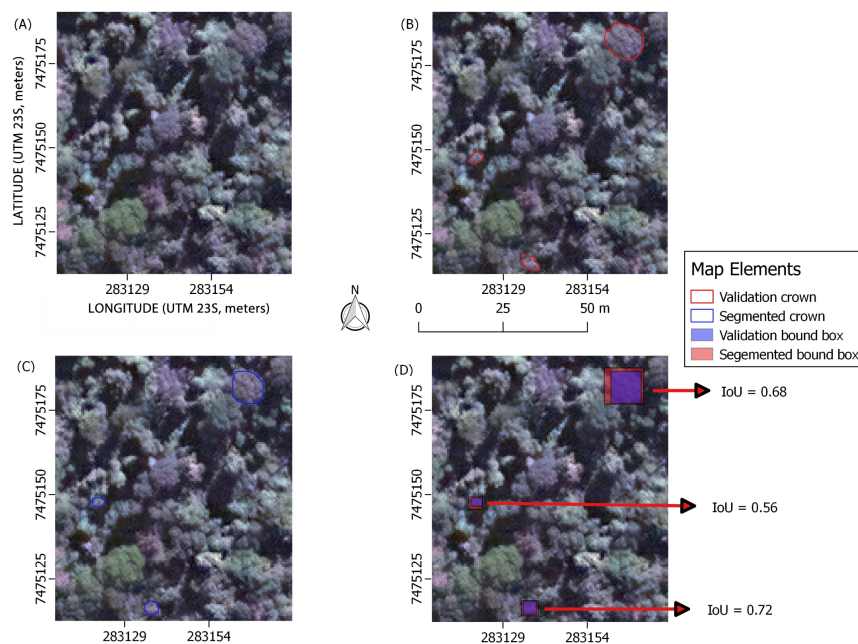 (A)
LATITUDE (UTM 23S, meters)
7475175
7475150
7475125
283129
283154
LONGITUDE (UTM 23S, meters)
(B)
7475175
7475150
7475125
283129
283154
N
0
25
50 m
Map Elements
Validation crown
Segmented crown
Validation bound box
Segemented bound box
(C)
7475175
7475150
7475125
283129
283154
(D)
7475175
7475150
7475125
283129
283154
IoU = 0.68
IoU = 0.56
IoU = 0.72